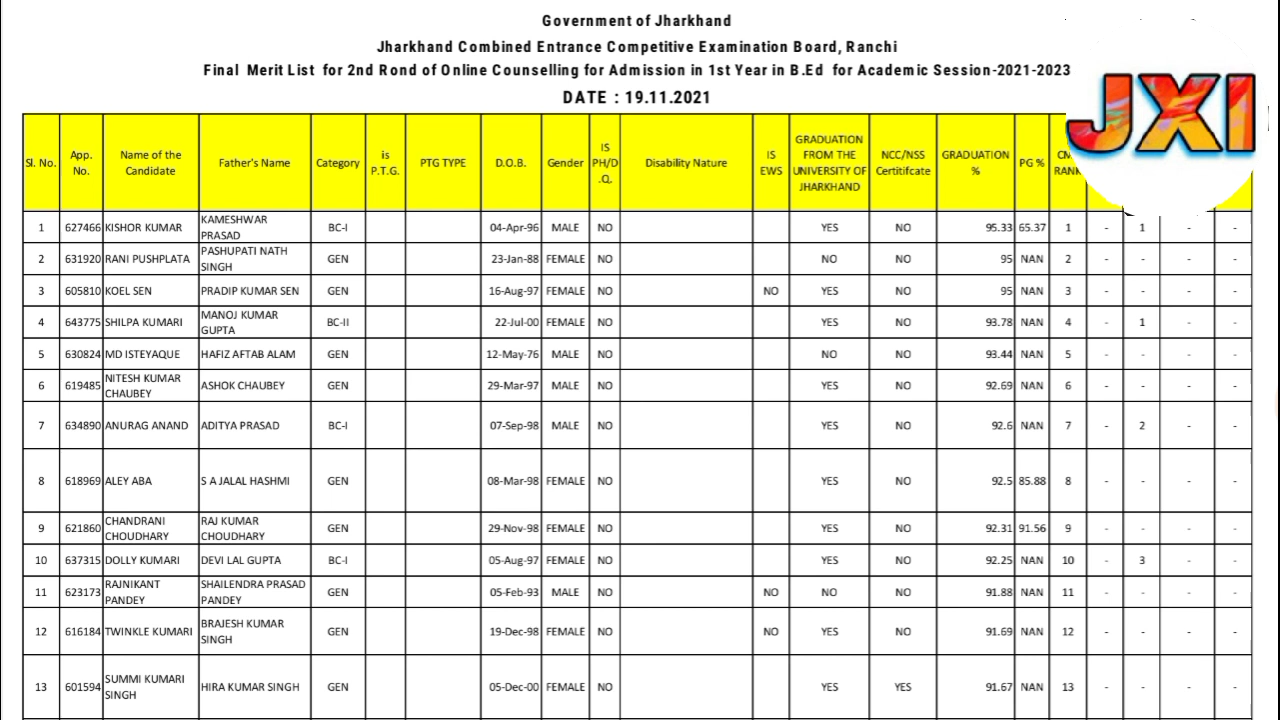 Government of Jharkhand
Jharkhand Combined Entrance Competitive Examination Board, Ranchi
Final Merit List for 2nd Rond of Online Counselling for Admission in 1st Year in B.Ed for Academic Session-2021-2023
DATE : 19.11.2021
JXI
Sl. No. App. No. Name of the Candidate Father's Name Category is P.T.G. PTG TYPE D.O.B. Gender IS PH/D.Q. Disability Nature IS EWS GRADUATION FROM THE UNIVERSITY OF JHARKHAND NCC/NSS Certitifcate GRADUATION % PG % RANK
1 627466 KISHOR KUMAR KAMESHWAR PRASAD BC-I 04-Apr-96 MALE NO YES NO 95.33 65.37 1 - 1 - -
2 631920 RANI PUSHPLATA PASHUPATI NATH SINGH GEN 23-Jan-88 FEMALE NO NO NO 95 NAN 2 - - - -
3 605810 KOEL SEN PRADIP KUMAR SEN GEN 16-Aug-97 FEMALE NO NO YES NO 95 NAN 3 - - - -
4 643775 SHILPA KUMARI MANOJ KUMAR GUPTA BC-II 22-Jul-00 FEMALE NO YES NO 93.78 NAN 4 - 1 - -
5 630824 MD ISTEYAQUE HAFIZ AFTAB ALAM GEN 12-May-76 MALE NO NO NO 93.44 NAN 5 - - - -
6 619485 NITESH KUMAR CHAUBEY ASHOK CHAUBEY GEN 29-Mar-97 MALE NO YES NO 92.69 NAN 6 - - - -
7 634890 ANURAG ANAND ADITYA PRASAD BC-I 07-Sep-98 MALE NO YES NO 92.6 NAN 7 - 2 - -
8 618969 ALEY ABA S A JALAL HASHMI GEN 08-Mar-98 FEMALE NO YES NO 92.5 85.88 8 - - - -
9 621860 CHANDRANI CHOUDHARY RAJ KUMAR CHOUDHARY GEN 29-Nov-98 FEMALE NO YES NO 92.31 91.56 9 - - - -
10 637315 DOLLY KUMARI DEVI LAL GUPTA BC-I 05-Aug-97 FEMALE NO YES NO 92.25 NAN 10 - 3 - -
11 623173 RAJNIKANT PANDEY SHAILENDRA PRASAD PANDEY GEN 05-Feb-93 MALE NO NO NO NO 91.88 NAN 11 - - - -
12 616184 TWINKLE KUMARI BRAJESH KUMAR SINGH GEN 19-Dec-98 FEMALE NO NO YES NO 91.69 NAN 12 - - - -
13 601594 SUMMI KUMARI SINGH HIRA KUMAR SINGH GEN 05-Dec-00 FEMALE NO YES YES 91.67 NAN 13 - - - -